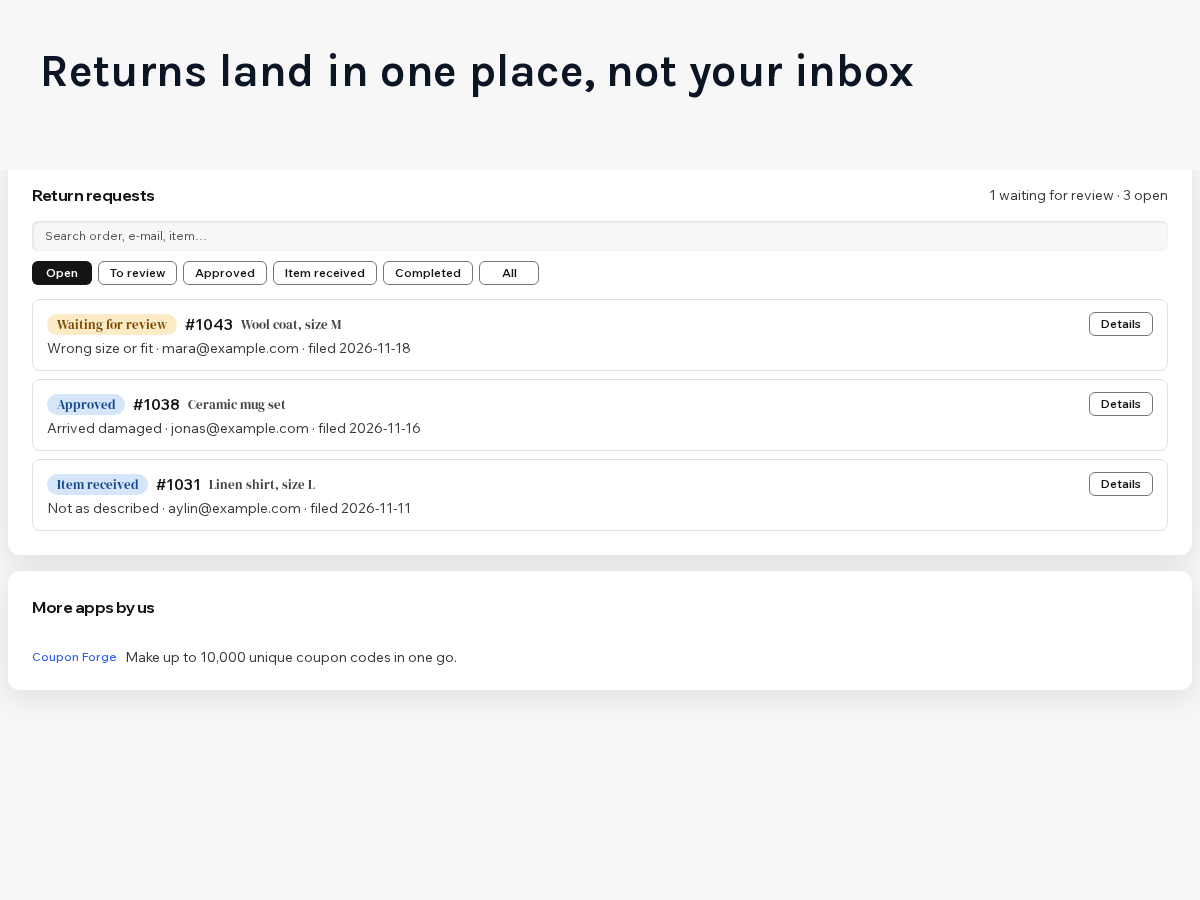 Returns land in one place, not your inbox
Return requests
1 waiting for review · 3 open
Search order, e-mail, item…
Open To review Approved Item received Completed All
Waiting for review #1043 Wool coat, size M Details
Wrong size or fit · mara@example.com · filed 2026-11-18
Approved #1038 Ceramic mug set Details
Arrived damaged · jonas@example.com · filed 2026-11-16
Item received #1031 Linen shirt, size L Details
Not as described · aylin@example.com · filed 2026-11-11
More apps by us
Coupon Forge Make up to 10,000 unique coupon codes in one go.